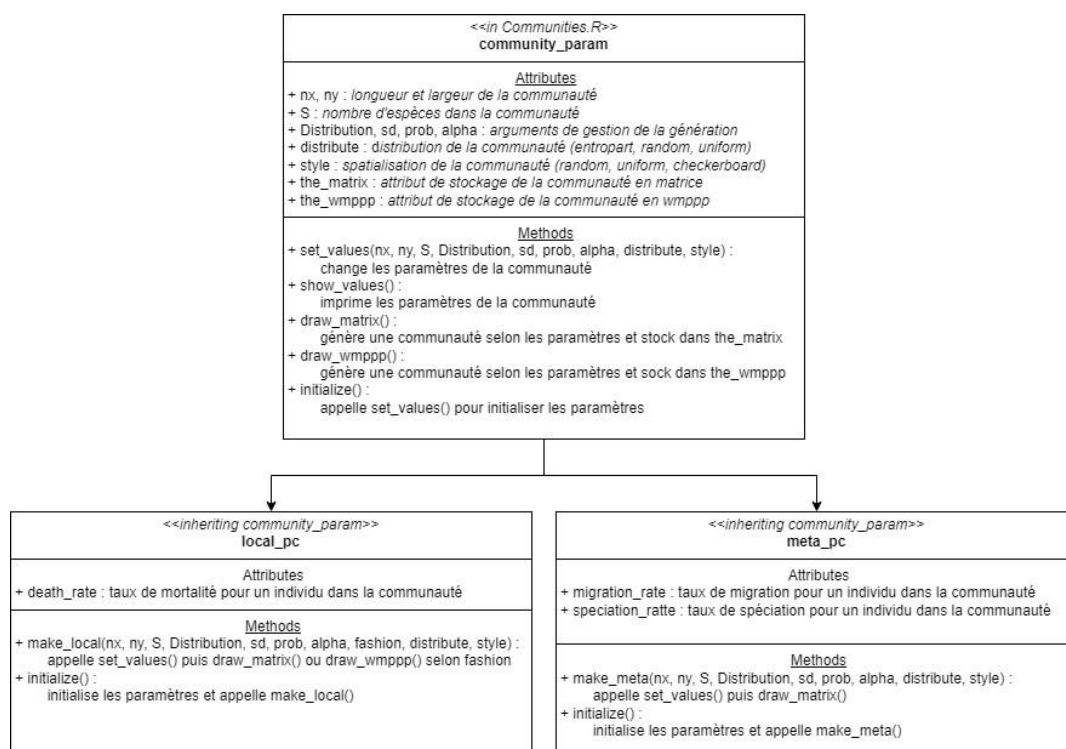 <<in Communities.R>>
community_param
Attributes
+ nx, ny : longueur et largeur de la communauté
+ S : nombre d'espèces dans la communauté
+ Distribution, sd, prob, alpha : arguments de gestion de la génération
+ distribute : distribution de la communauté (entropart, random, uniform)
+ style : spatialisation de la communauté (random, uniform, checkerboard)
+ the_matrix : attribut de stockage de la communauté en matrice
+ the_wmppp : attribut de stockage de la communauté en wmppp
Methods
+ set_values(nx, ny, S, Distribution, sd, prob, alpha, distribute, style) :
change les paramètres de la communauté
+ show_values() :
imprime les paramètres de la communauté
+ draw_matrix() :
génère une communauté selon les paramètres et stock dans the_matrix
+ draw_wmppp() :
génère une communauté selon les paramètres et sock dans the_wmppp
+ initialize() :
appelle set_values() pour initialiser les paramètres
<<inheriting community_param>>
local_pc
Attributes
+ death_rate : taux de mortalité pour un individu dans la communauté
Methods
+ make_local(nx, ny, S, Distribution, sd, prob, alpha, fashion, distribute, style) :
appelle set_values() puis draw_matrix() ou draw_wmppp() selon fashion
+ initialize() :
initialise les paramètres et appelle make_local()
<<inheriting community_param>>
meta_pc
Attributes
+ migration_rate : taux de migration pour un individu dans la communauté
+ speciation_ratte : taux de spéciation pour un individu dans la communauté
Methods
+ make_meta(nx, ny, S, Distribution, sd, prob, alpha, distribute, style) :
appelle set_values() puis draw_matrix()
+ initialize() :
initialise les paramètres et appelle make_meta()